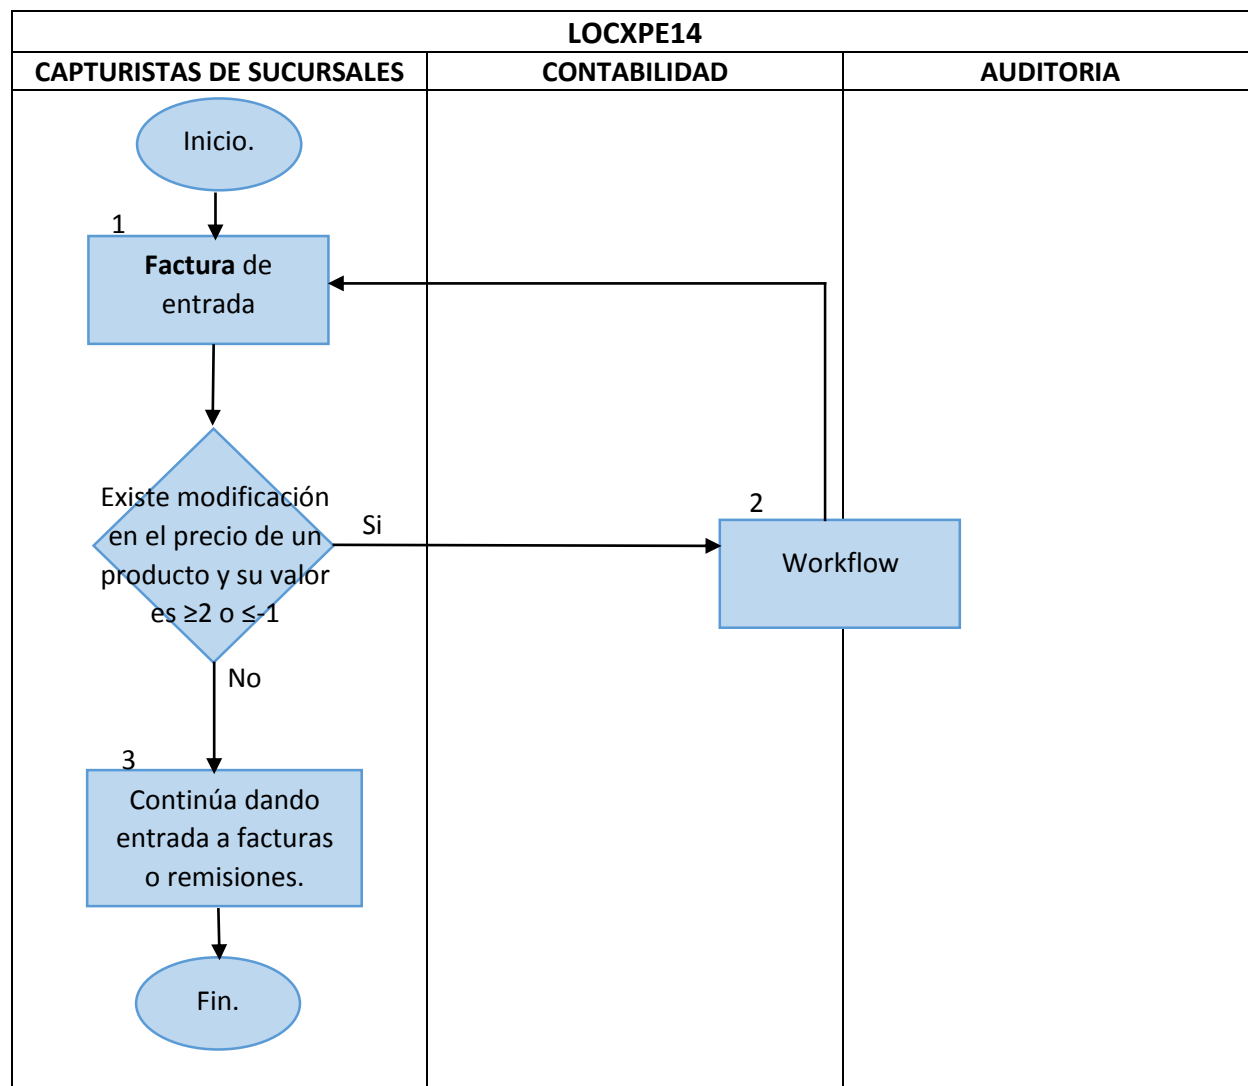 LOCXPE14
CAPTURISTAS DE SUCURSALES
CONTABILIDAD
AUDITORIA
Inicio.
1
Factura de
entrada
Existe modificación
en el precio de un
producto y su valor
es ≥2 o ≤-1
Si
2
Workflow
No
3
Continúa dando
entrada a facturas
o remisiones.
Fin.